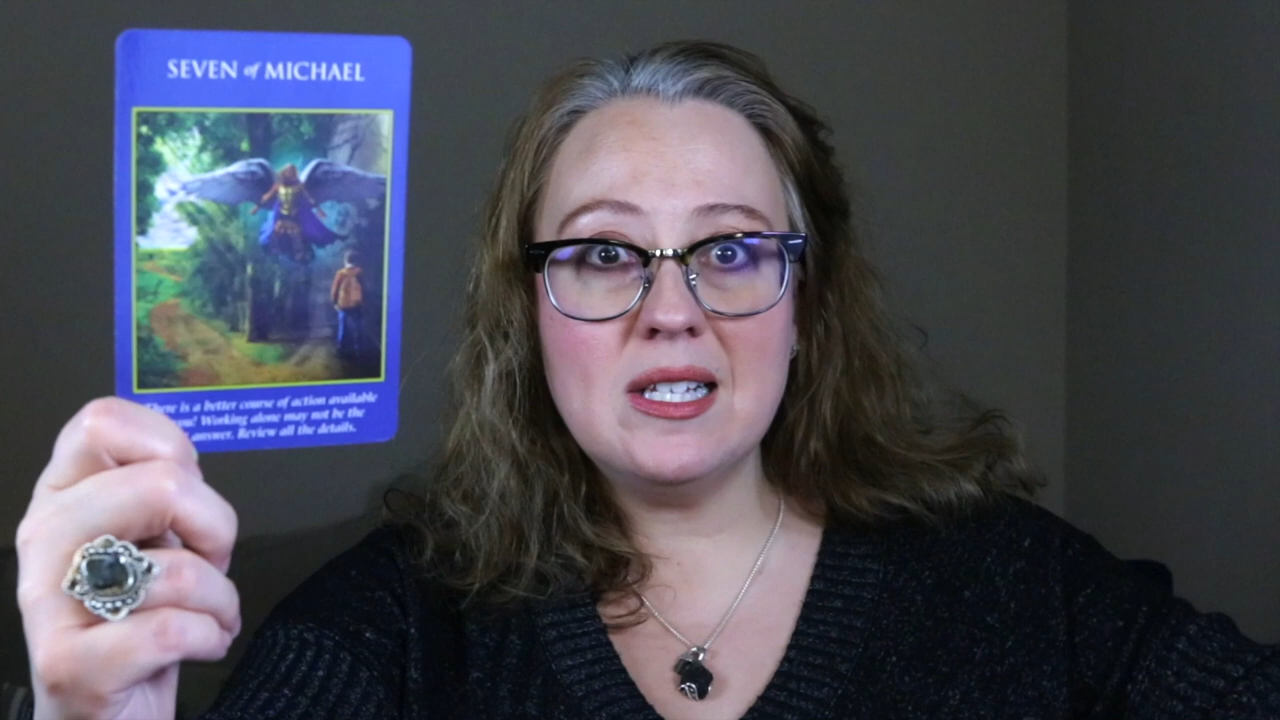 SEVEN of MICHAEL
There is a better course of action available
you! Working alone may not be the
answer. Review all the details.